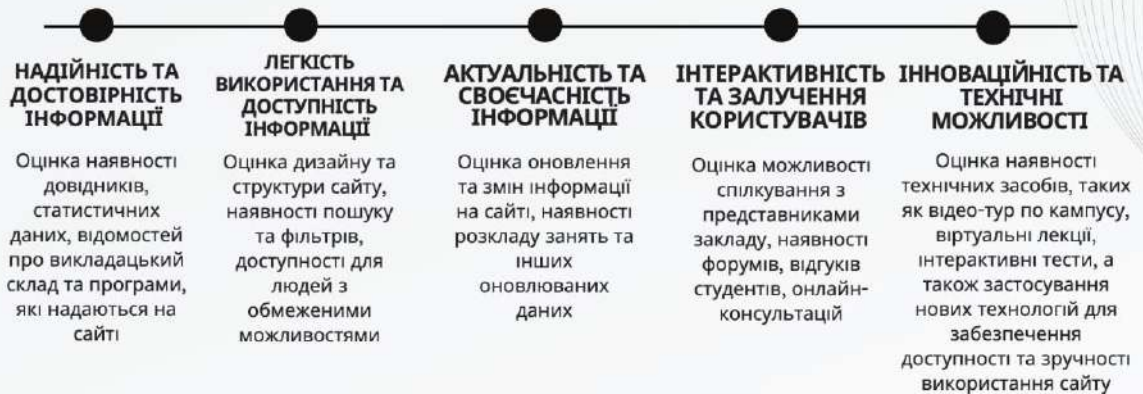 НАДІЙНІСТЬ ТА
ДОСТОВІРНІСТЬ
ІНФОРМАЦІЇ
Оцінка наявності
довідників,
статистичних
даних, відомостей
про викладацький
склад та програми,
які надаються на
сайті
ЛЕГКІСТЬ
ВИКОРИСТАННЯ ТА
ДОСТУПНІСТЬ
ІНФОРМАЦІЇ
Оцінка дизайну та
структури сайту,
наявності пошуку
та фільтрів,
доступності для
людей з
обмеженими
можливостями
АКТУАЛЬНІСТЬ ТА
СВОЄЧАСНІСТЬ
ІНФОРМАЦІЇ
Оцінка оновлення
та змін інформації
на сайті, наявності
розкладу занять та
інших
оновлюваних
даних
ІНТЕРАКТИВНІСТЬ
ТА ЗАЛУЧЕННЯ
КОРИСТУВАЧІВ
Оцінка можливості
спілкування з
представниками
закладу, наявності
форумів, відгуків
студентів, онлайн-
консультацій
ІННОВАЦІЙНІСТЬ ТА
ТЕХНІЧНІ
МОЖЛИВОСТІ
Оцінка наявності
технічних засобів, таких
як відео-тур по кампусу,
віртуальні лекції,
інтерактивні тести, а
також застосування
нових технологій для
забезпечення
доступності та зручності
використання сайту